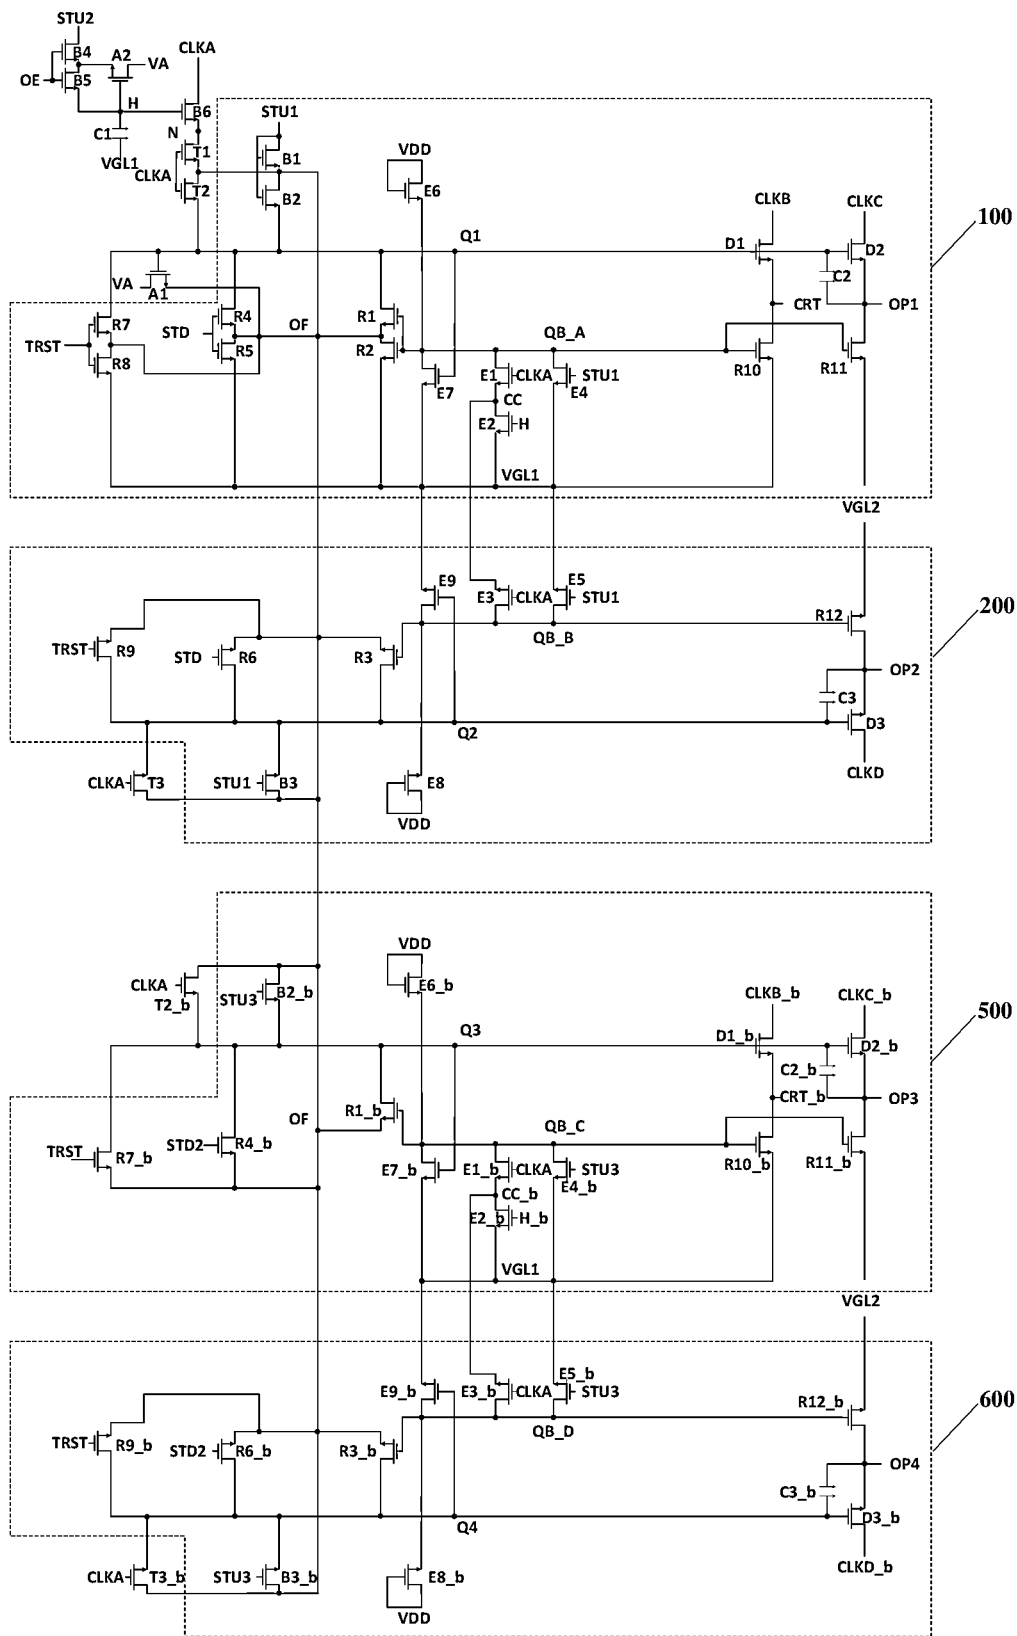 STU2
B4
A2
VA
CLKA
OE
B5
H
B6
C1
N
VGL1
T1
CLKA
T2
STU1
B1
B2
VDD
E6
CLKB
CLKC
100
Q1
D1
D2
C2
VA
A1
CRT
OP1
R7
R4
STD
OF
R1
TRST
R5
R2
QB_A
R8
E7
E1
CLKA
STU1
E4
R10
R11
CC
E2
H
VGL1
VGL2
E9
E5
E3
CLKA
STU1
200
R12
TRST
R9
STD
R6
R3
QB_B
OP2
C3
Q2
D3
CLKA
T3
STU1
B3
E8
CLKD
VDD
VDD
CLKA
T2_b
STU3
B2_b
E6_b
CLKB_b
CLKC_b
500
Q3
D1_b
D2_b
C2_b
CRT_b
OP3
R1_b
OF
QB_C
TRST
R7_b
STD2
R4_b
E7_b
E1_b
CLKA
STU3
E4_b
R10_b
R11_b
CC_b
E2_b
H_b
VGL1
VGL2
E9_b
E5_b
E3_b
CLKA
STU3
600
R12_b
TRST
R9_b
STD2
R6_b
R3_b
QB_D
OP4
C3_b
Q4
D3_b
CLKA
T3_b
STU3
B3_b
E8_b
CLKD_b
VDD